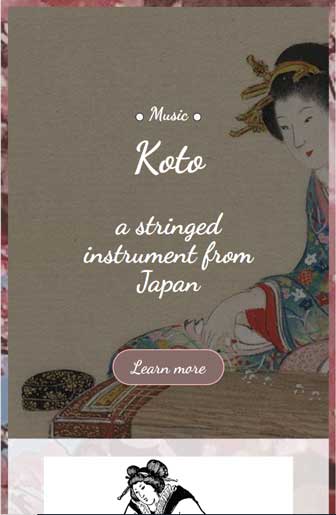 Music
Koto
a stringed
instrument from
Japan
Learn more